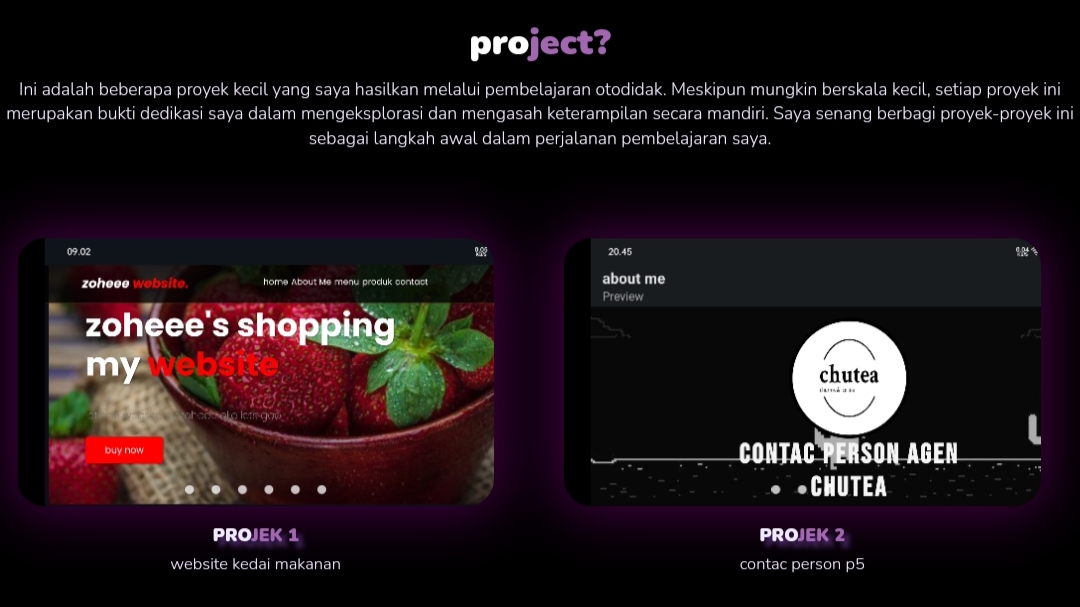 project?
Ini adalah beberapa proyek kecil yang saya hasilkan melalui pembelajaran otodidak. Meskipun mungkin berskala kecil, setiap proyek ini
merupakan bukti dedikasi saya dalam mengeksplorasi dan mengasah keterampilan secara mandiri. Saya senang berbagi proyek-proyek ini
sebagai langkah awal dalam perjalanan pembelajaran saya.
09.02
zoheee website.
home About Me menu produk contact
zoheee's shopping
my website
buy now
PROJEK 1
website kedai makanan
20.45
about me
Preview
chutea
CONTAC PERSON AGEN
CHUTEA
PROJEK 2
contac person p5